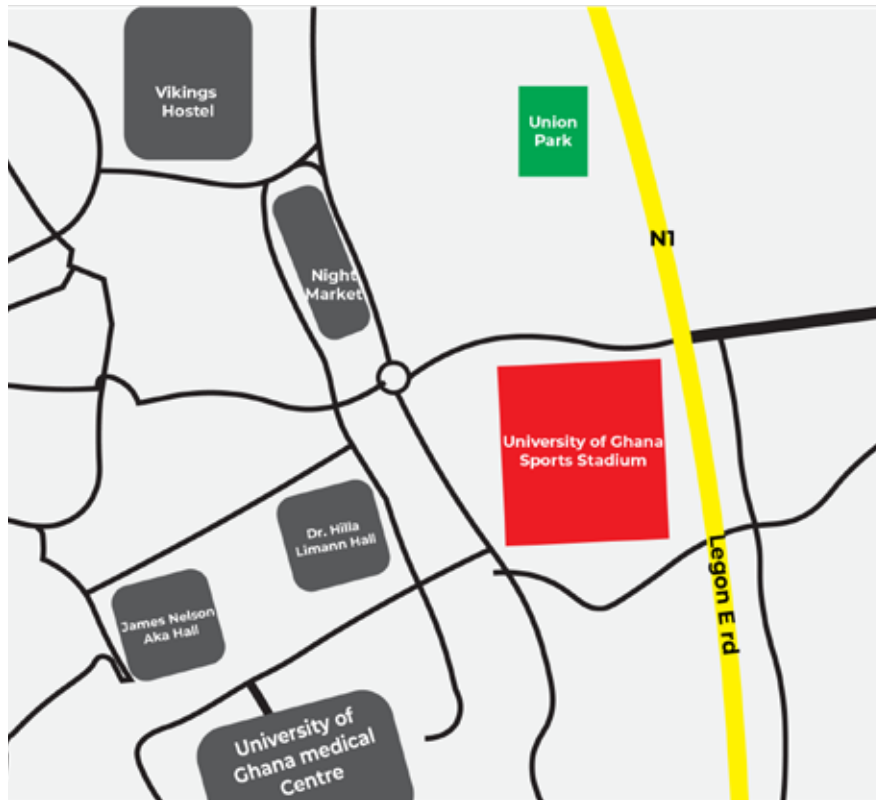 Vikings
Hostel
Union
Park
N1
Night
Market
University of Ghana
Sports Stadium
Dr. Hilla
Limann Hall
Legon E rd
James Nelson
Aka Hall
University of
Ghana medical
Centre